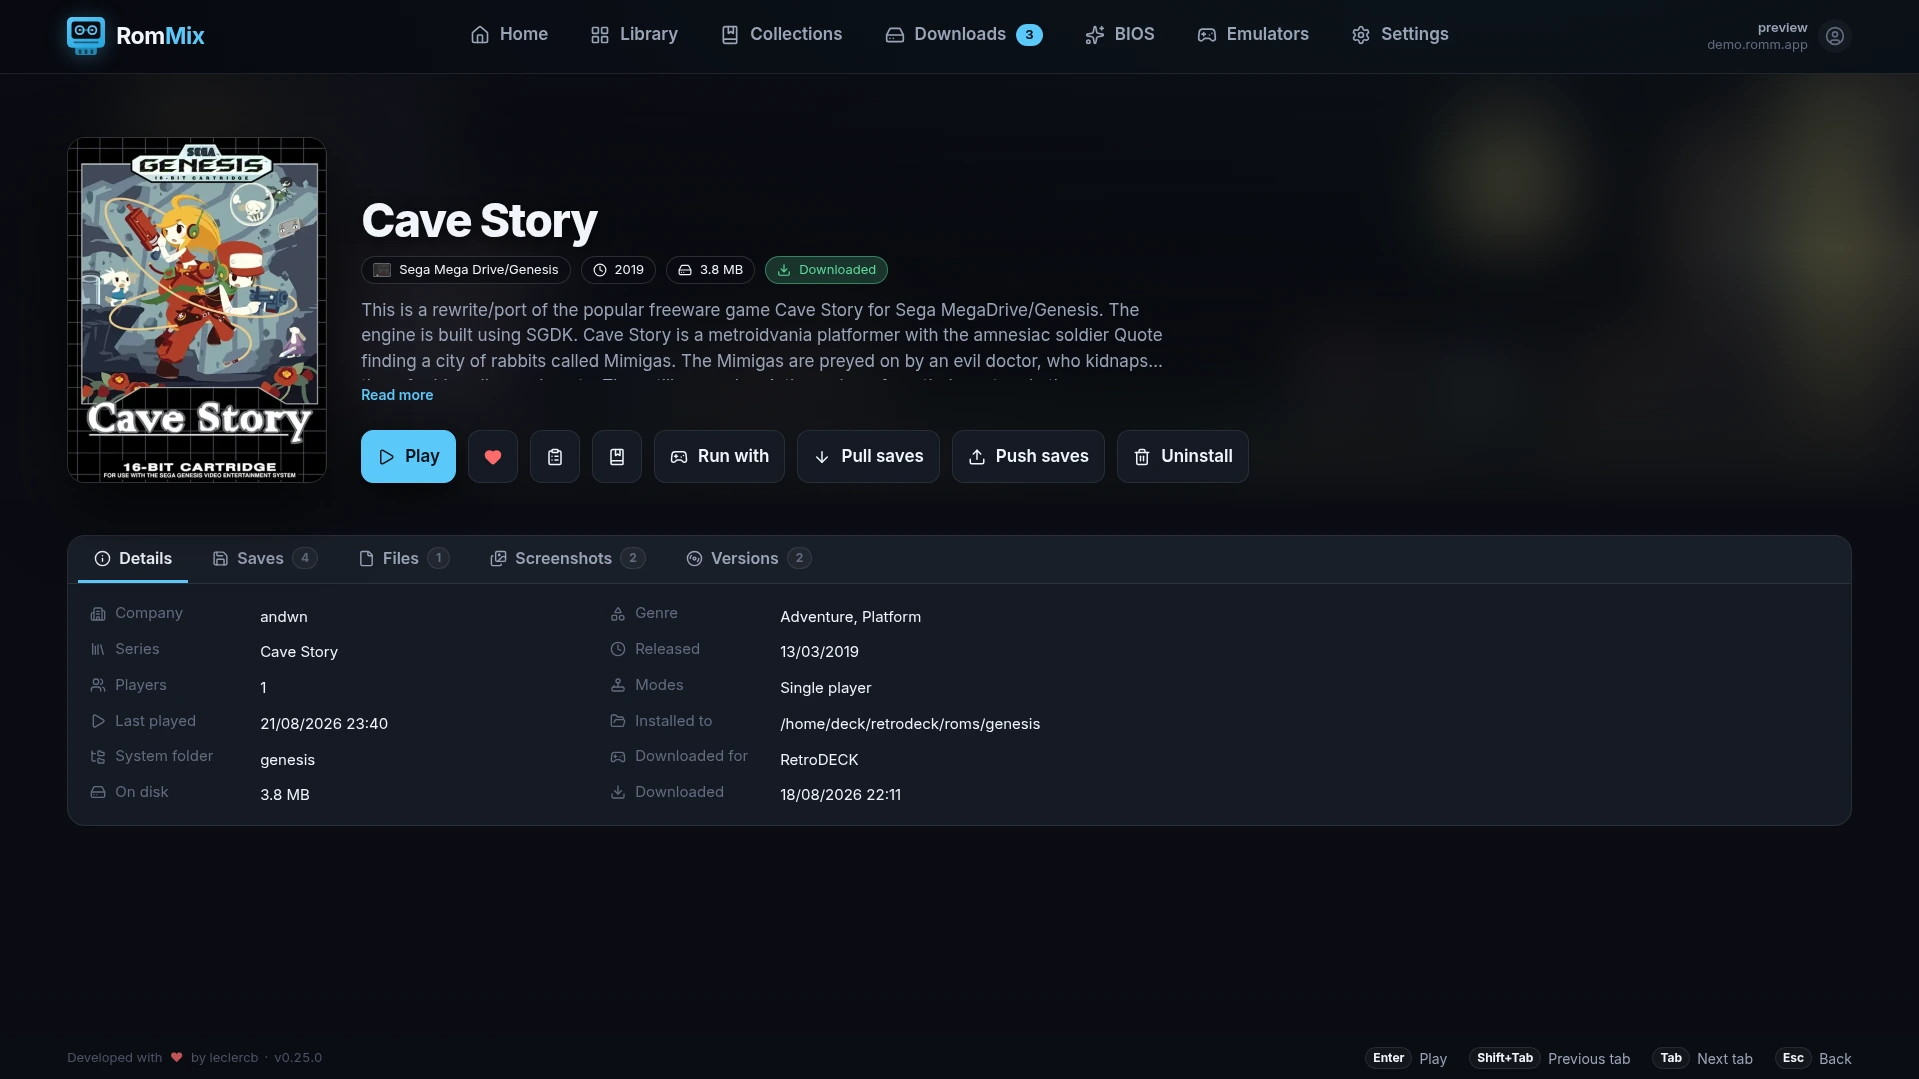 RomMix
Home
Library
Collections
Downloads 3
BIOS
Emulators
Settings
preview
demo.romm.app
SEGA
GENESIS
16-BIT CARTRIDGE
Cave Story
16-BIT CARTRIDGE
FOR USE WITH THE SEGA GENESIS VIDEO ENTERTAINMENT SYSTEM
Cave Story
Sega Mega Drive/Genesis
2019
3.8 MB
Downloaded
This is a rewrite/port of the popular freeware game Cave Story for Sega MegaDrive/Genesis. The
engine is built using SGDK. Cave Story is a metroidvania platformer with the amnesiac soldier Quote
finding a city of rabbits called Mimigas. The Mimigas are preyed on by an evil doctor, who kidnaps...
Read more
Play
Run with
Pull saves
Push saves
Uninstall
Details
Saves 4
Files 1
Screenshots 2
Versions 2
Company andwn
Genre Adventure, Platform
Series Cave Story
Released 13/03/2019
Players 1
Modes Single player
Last played 21/08/2026 23:40
Installed to /home/deck/retrodeck/roms/genesis
System folder genesis
Downloaded for RetroDECK
On disk 3.8 MB
Downloaded 18/08/2026 22:11
Developed with ♥ by leclercb · v0.25.0
Enter Play
Shift+Tab Previous tab
Tab Next tab
Esc Back